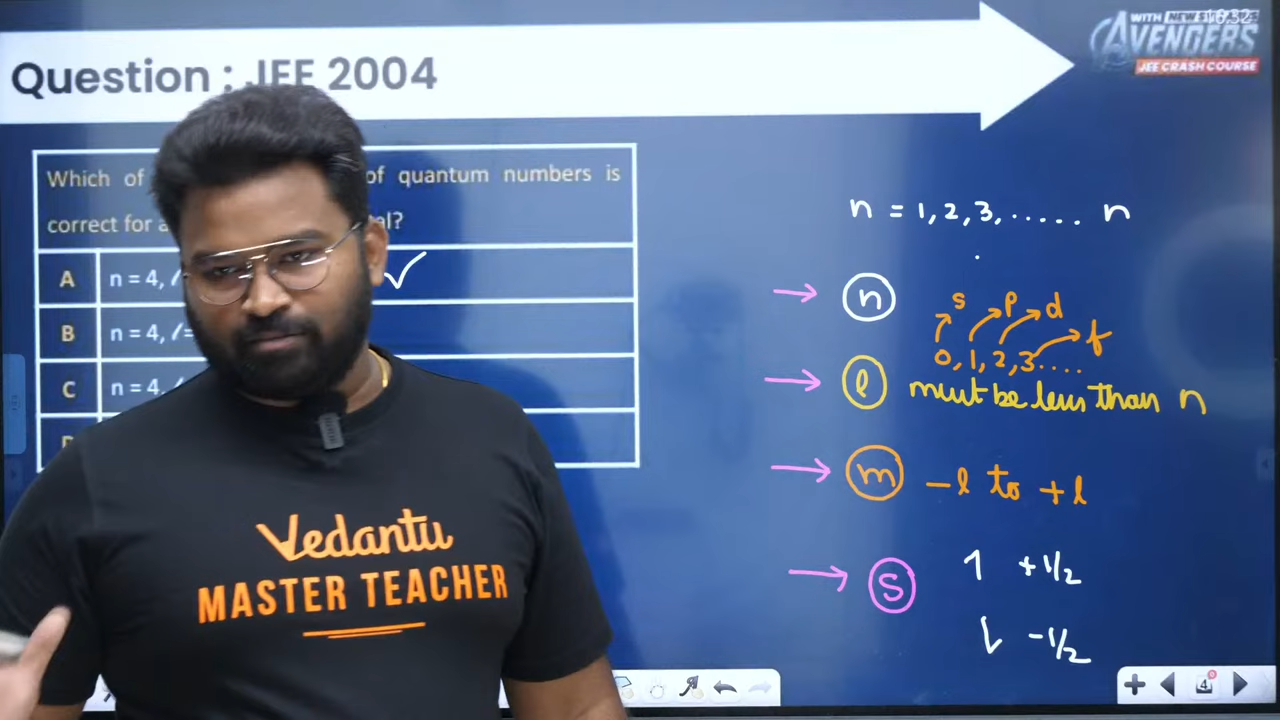 Question : JEE 2004
WITH NEW
AVENGERS
JEE CRASH COURSE
Which of of quantum numbers is
correct for a
A n = 4, l ✓
B n = 4, l =
C n = 4,
n = 1, 2, 3, ...... n
n
s p d f
0, 1, 2, 3....
l must be less than n
m -l to +l
s ↿ +1/2
⇂ -1/2
Vedantu
MASTER TEACHER
+ 4